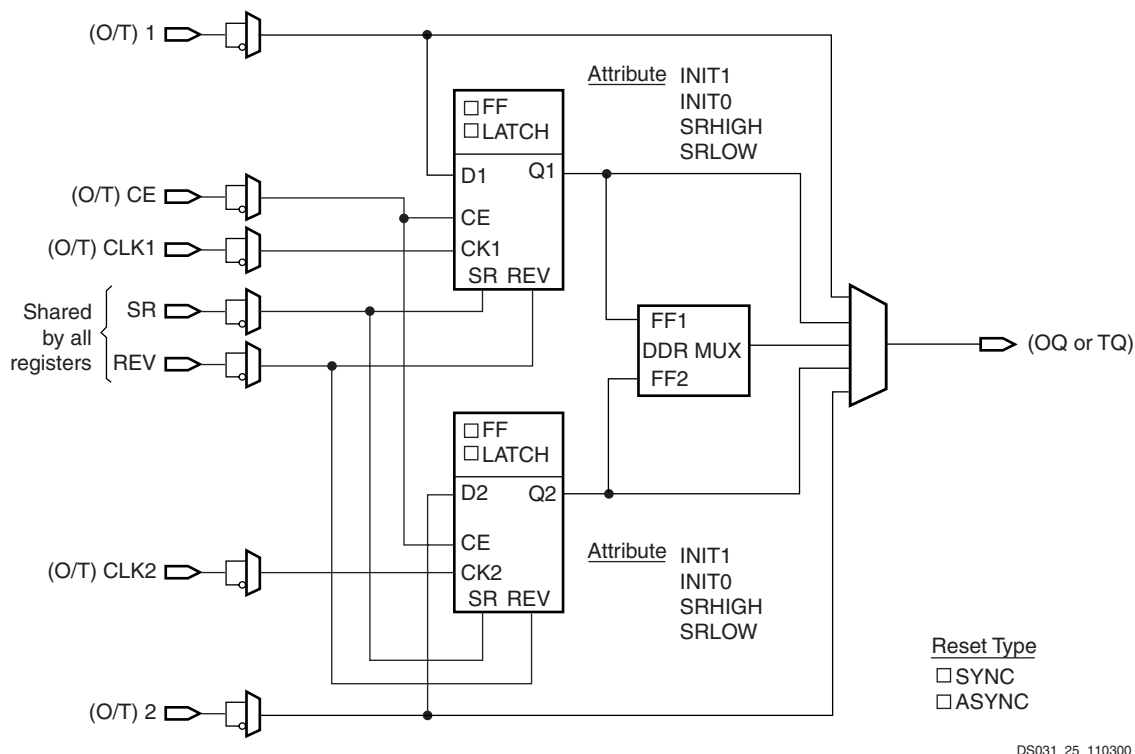 (O/T) 1
Attribute INIT1
INIT0
SRHIGH
SRLOW
FF
LATCH
D1 Q1
CE
CK1
SR REV
(O/T) CE
(O/T) CLK1
Shared
by all
registers
SR
REV
FF1
DDR MUX
FF2
(OQ or TQ)
FF
LATCH
D2 Q2
CE
CK2
SR REV
Attribute INIT1
INIT0
SRHIGH
SRLOW
(O/T) CLK2
(O/T) 2
Reset Type
SYNC
ASYNC
DS031_25_110300